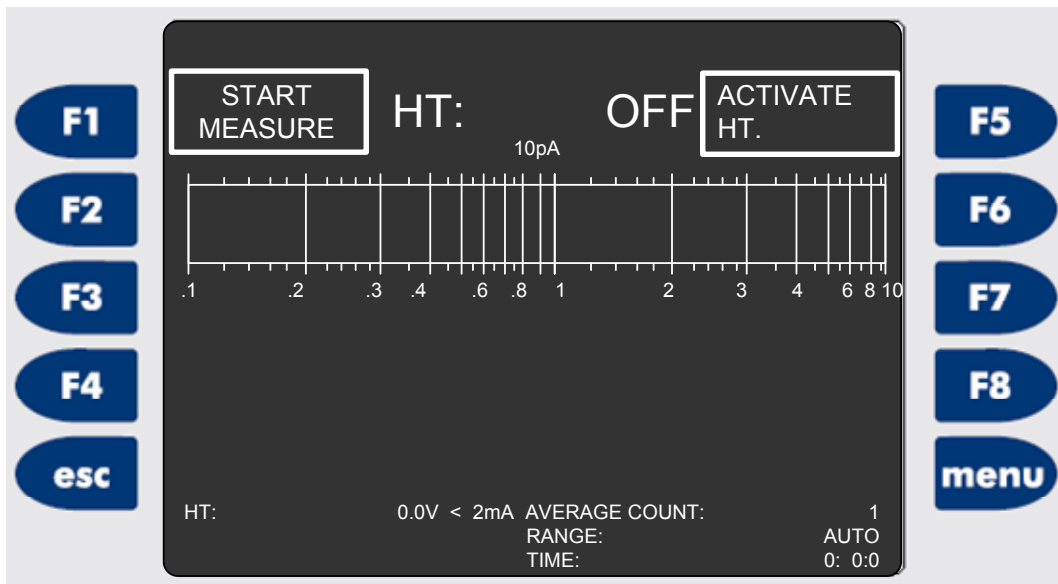 START MEASURE
HT: OFF
ACTIVATE HT.
10pA
F1
F2
F3
F4
esc
F5
F6
F7
F8
menu
.1 .2 .3 .4 .6 .8 1 2 3 4 6 8 10
HT: 0.0V < 2mA AVERAGE COUNT: 1
RANGE: AUTO
TIME: 0: 0:0